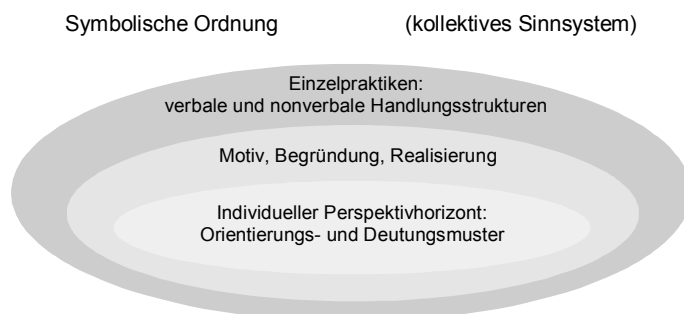 Symbolische Ordnung (kollektives Sinnsystem)
Einzelpraktiken:
verbale und nonverbale Handlungsstrukturen
Motiv, Begründung, Realisierung
Individueller Perspektivhorizont:
Orientierungs- und Deutungsmuster